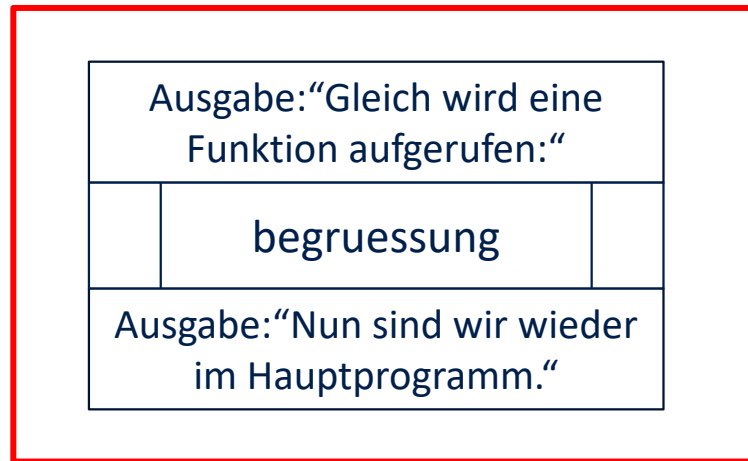 Ausgabe:“Gleich wird eine
Funktion aufgerufen:“
begruessung
Ausgabe:“Nun sind wir wieder
im Hauptprogramm.“